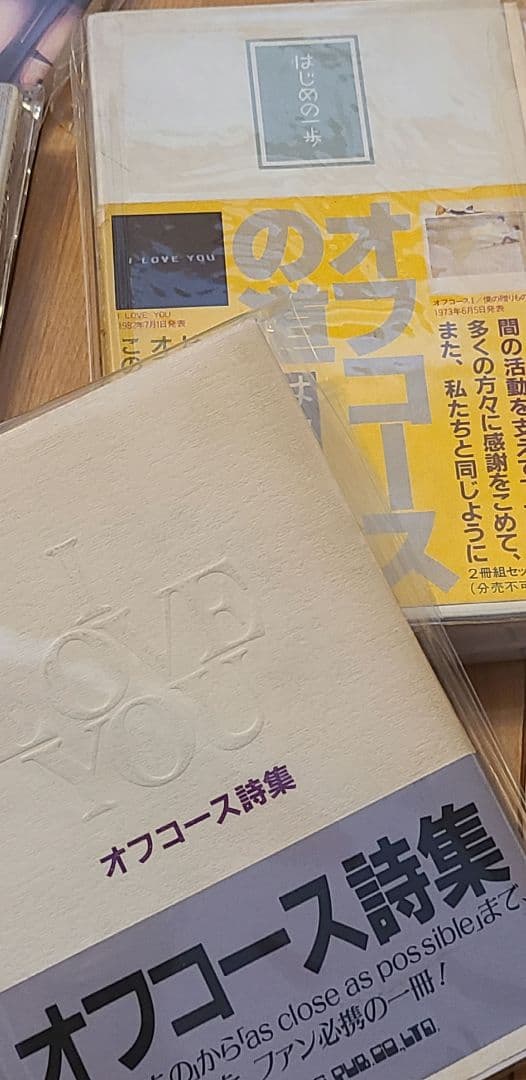 はじめの一歩
オフコース
の道
I LOVE YOU
I LOVE YOU
1982年7月1日発表
オフコース1／僕の贈りもの
1973年6月5日発表
間の活動を支えて
多くの方々に感謝をこめて、
また、私たちと同じように
2冊組セッ
(分売不可
I
LOVE
YOU
オフコース詩集
オフコース詩集
から「as close as possible」まで、
ファン必携の一冊！